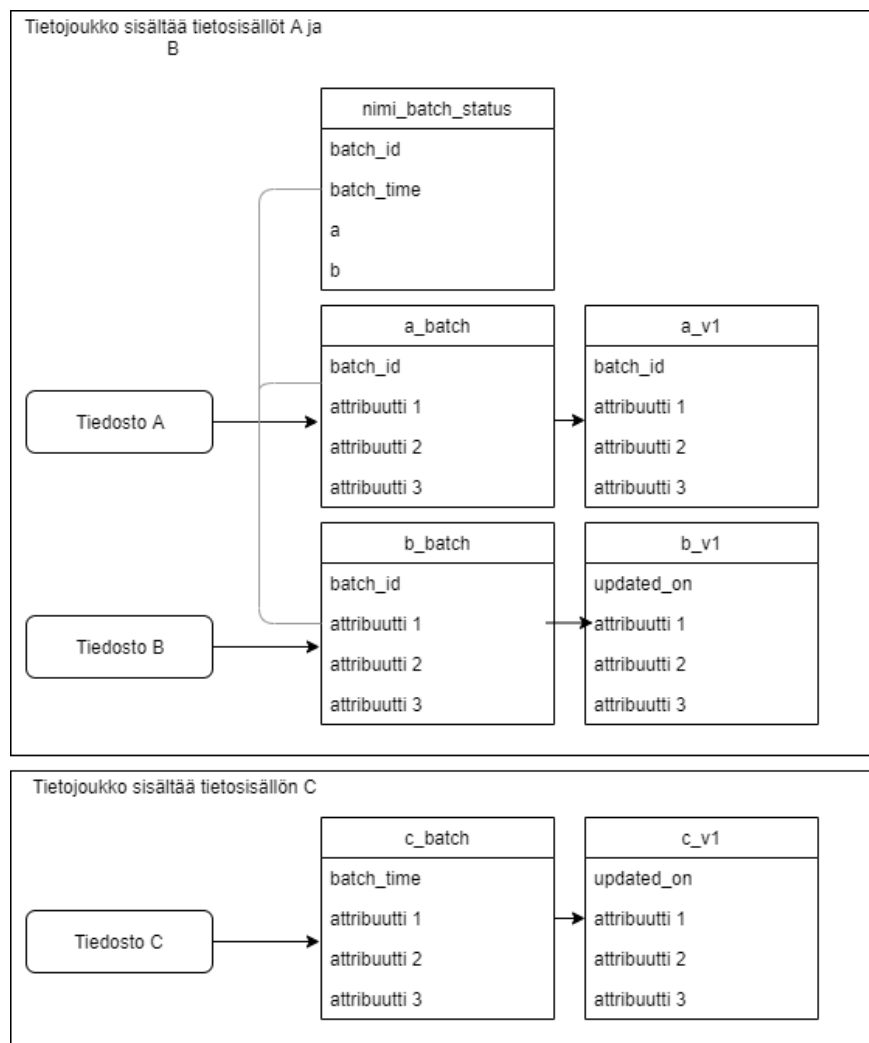 Tietojoukko sisältää tietosisällöt A ja
B
nimi_batch_status
batch_id
batch_time
a
b
a_batch
batch_id
attribuutti 1
attribuutti 2
attribuutti 3
a_v1
batch_id
attribuutti 1
attribuutti 2
attribuutti 3
Tiedosto A
b_batch
batch_id
attribuutti 1
attribuutti 2
attribuutti 3
b_v1
updated_on
attribuutti 1
attribuutti 2
attribuutti 3
Tiedosto B
Tietojoukko sisältää tietosisällön C
c_batch
batch_time
attribuutti 1
attribuutti 2
attribuutti 3
c_v1
updated_on
attribuutti 1
attribuutti 2
attribuutti 3
Tiedosto C